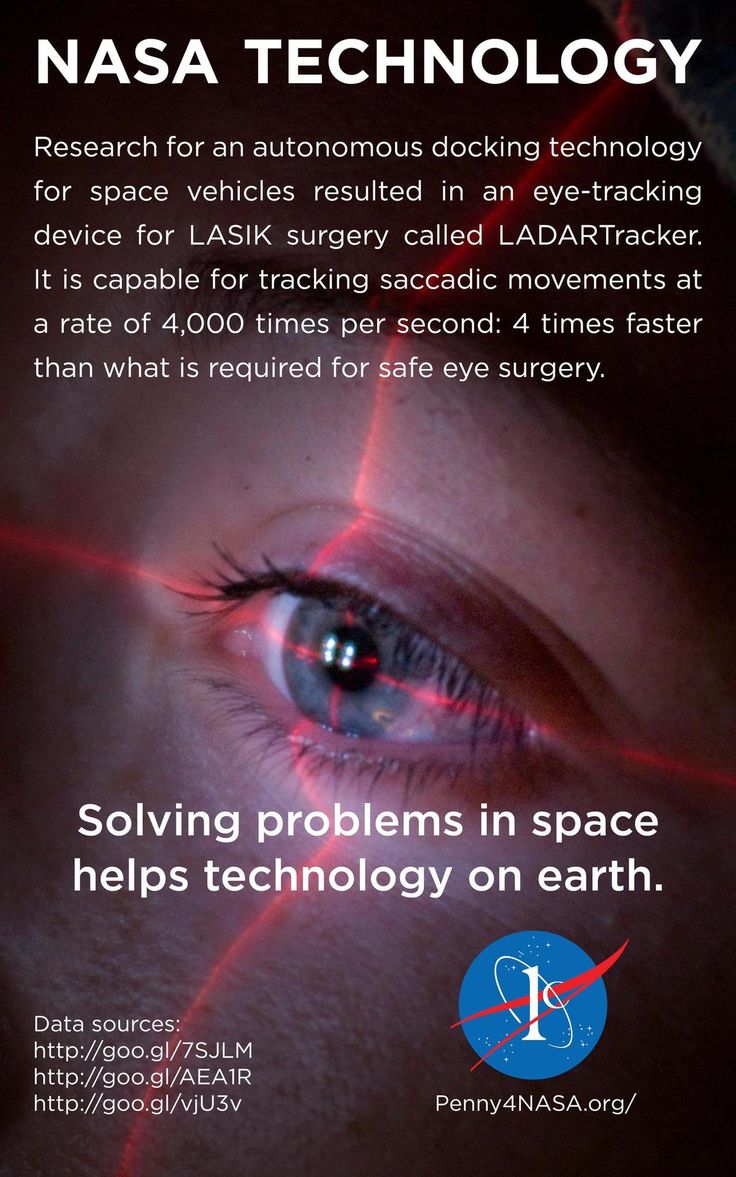 NASA TECHNOLOGY
Research for an autonomous docking technology
for space vehicles resulted in an eye-tracking
device for LASIK surgery called LADARTracker.
It is capable for tracking saccadic movements at
a rate of 4,000 times per second: 4 times faster
than what is required for safe eye surgery.
Solving problems in space
helps technology on earth.
1c
Data sources:
http://goo.gl/7SJLM
http://goo.gl/AEA1R
http://goo.gl/vjU3v
Penny4NASA.org/